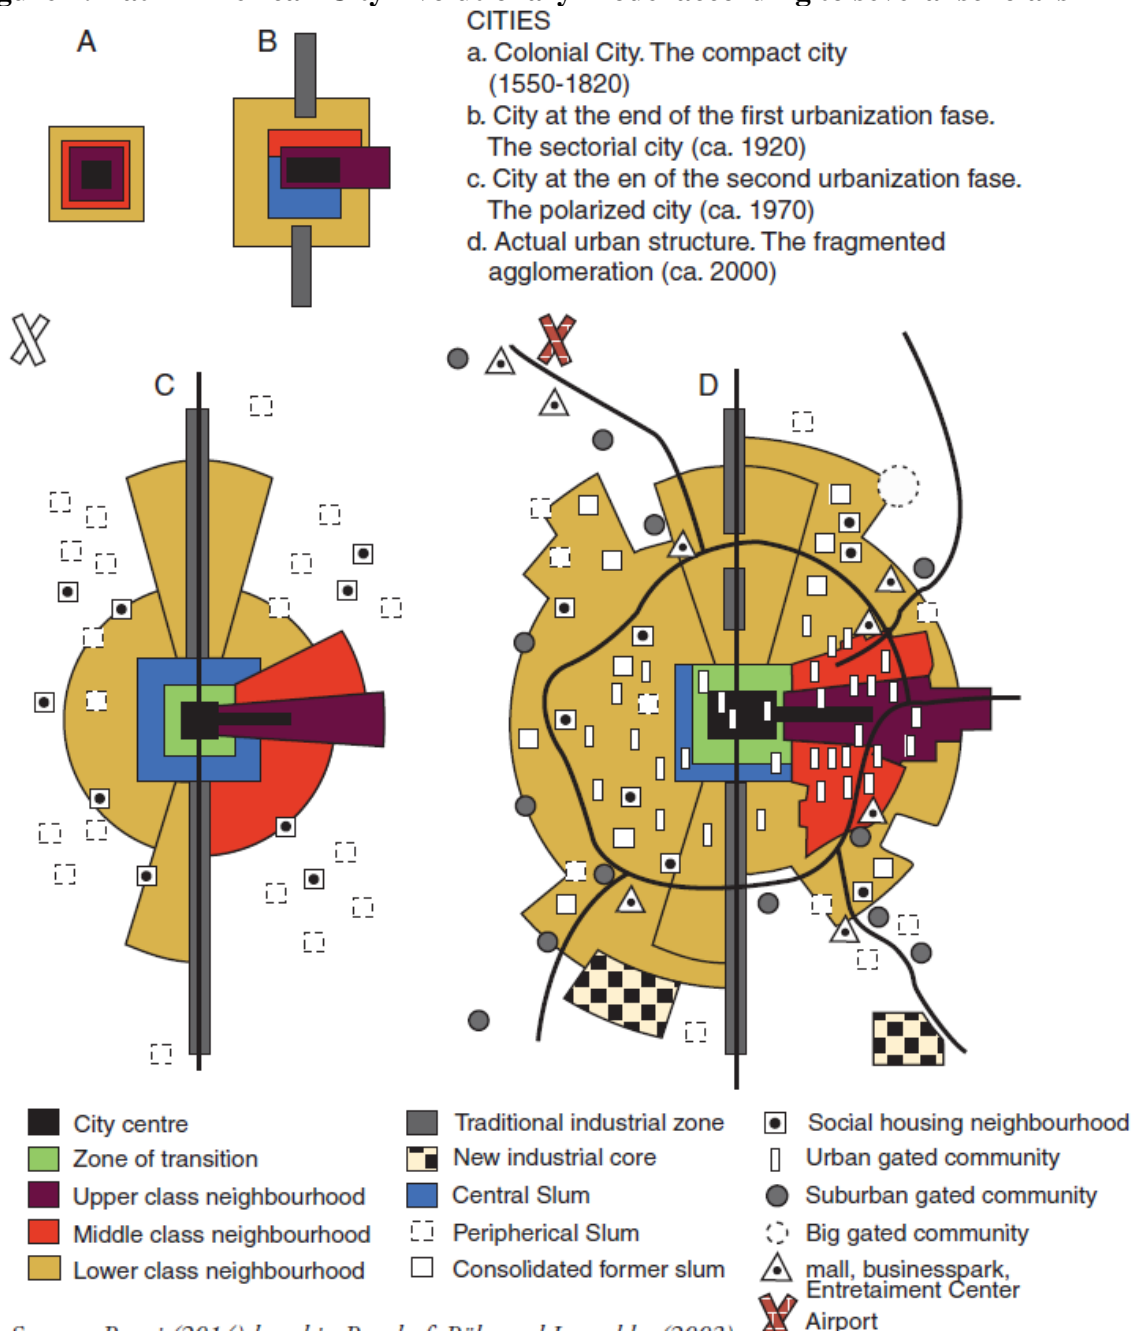 CITIES
a. Colonial City. The compact city
(1550-1820)
b. City at the end of the first urbanization fase.
The sectorial city (ca. 1920)
c. City at the en of the second urbanization fase.
The polarized city (ca. 1970)
d. Actual urban structure. The fragmented
agglomeration (ca. 2000)
A
B
C
D
City centre
Zone of transition
Upper class neighbourhood
Middle class neighbourhood
Lower class neighbourhood
Traditional industrial zone
New industrial core
Central Slum
Peripherical Slum
Consolidated former slum
Social housing neighbourhood
Urban gated community
Suburban gated community
Big gated community
mall, businesspark,
Entretaiment Center
Airport